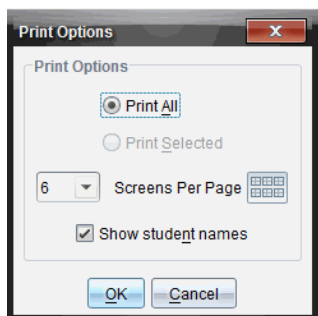 Print Options
Print Options
Print All
Print Selected
6 Screens Per Page
Show student names
OK Cancel